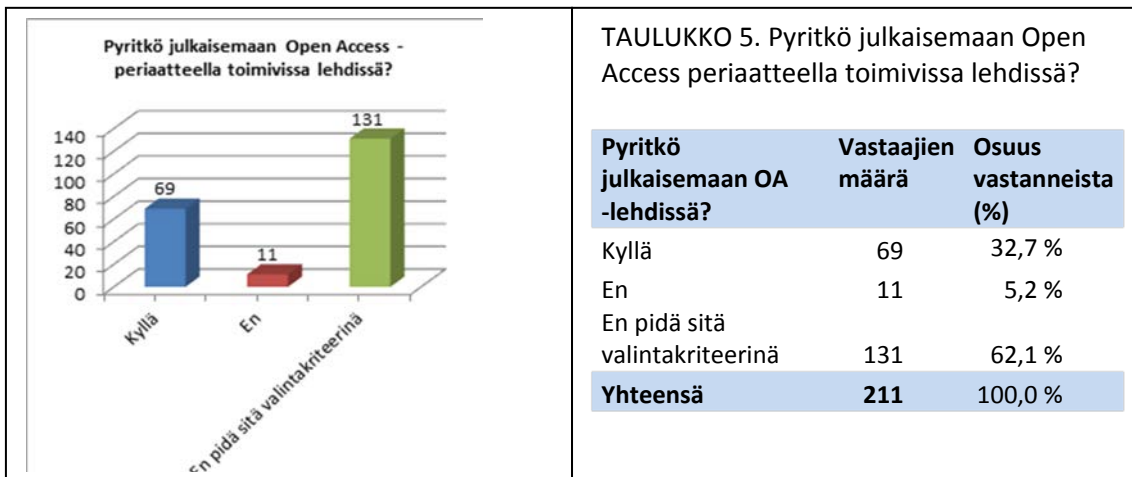 Pyritkö julkaisemaan Open Access -
periaatteella toimivissa lehdissä?
140
120
100
80
60
40
20
0
69
11
131
Kyllä
En
En pidä sitä valintakriteerinä
TAULUKKO 5. Pyritkö julkaisemaan Open
Access periaatteella toimivissa lehdissä?
Pyritkö Vastaajien Osuus
julkaisemaan OA määrä vastanneista
-lehdissä? (%)
Kyllä 69 32,7 %
En 11 5,2 %
En pidä sitä
valintakriteerinä 131 62,1 %
Yhteensä 211 100,0 %